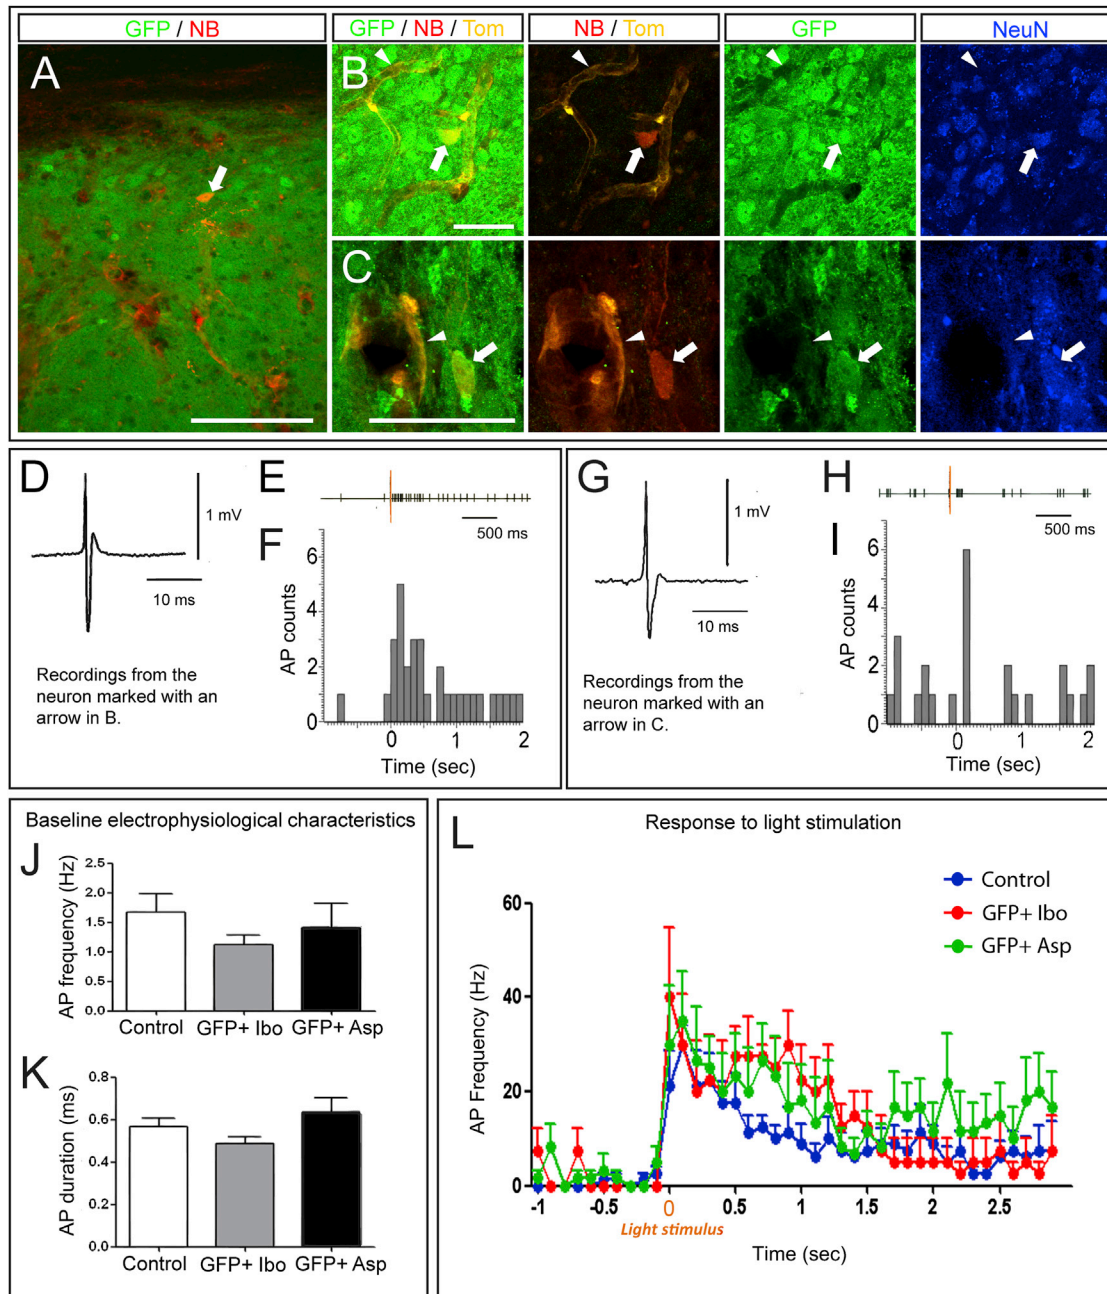 GFP / NB
GFP / NB / Tom
NB / Tom
GFP
NeuN
A
B
C
D
1 mV
10 ms
Recordings from the
neuron marked with an
arrow in B.
E
500 ms
F
6
4
2
0
AP counts
0 1 2
Time (sec)
G
1 mV
10 ms
Recordings from the
neuron marked with an
arrow in C.
H
500 ms
I
6
4
2
0
AP counts
0 1 2
Time (sec)
Baseline electrophysiological characteristics
J
AP frequency (Hz)
2.5
2.0
1.5
1.0
0.5
0.0
Control GFP+ Ibo GFP+ Asp
K
AP duration (ms)
0.8
0.6
0.4
0.2
0.0
Control GFP+ Ibo GFP+ Asp
L
Response to light stimulation
Control
GFP+ Ibo
GFP+ Asp
AP Frequency (Hz)
60
40
20
0
-1 -0.5 0 0.5 1 1.5 2 2.5
Light stimulus
Time (sec)